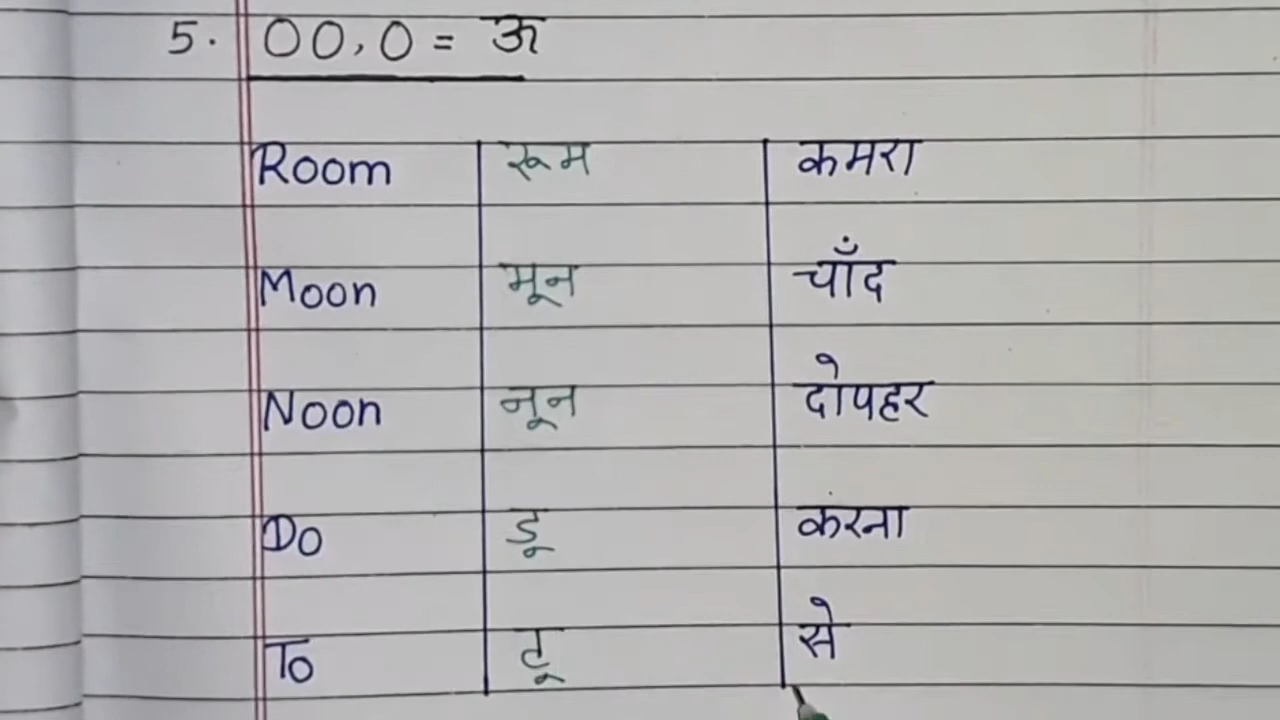 5. OO, O = ऊ
Room रूम कमरा
Moon मून चाँद
Noon नून दोपहर
Do डू करना
To टू से